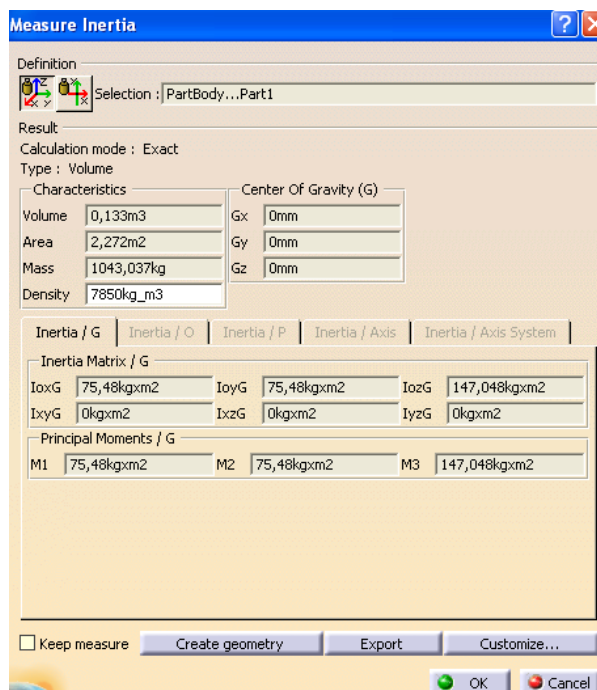 Measure Inertia
Definition
Selection : PartBody...Part1
Result
Calculation mode : Exact
Type : Volume
Characteristics Center Of Gravity (G)
Volume 0,133m3 Gx 0mm
Area 2,272m2 Gy 0mm
Mass 1043,037kg Gz 0mm
Density 7850kg_m3
Inertia / G Inertia / O Inertia / P Inertia / Axis Inertia / Axis System
Inertia Matrix / G
IoxG 75,48kgxm2 IoyG 75,48kgxm2 IozG 147,048kgxm2
IxyG 0kgxm2 IxzG 0kgxm2 IyzG 0kgxm2
Principal Moments / G
M1 75,48kgxm2 M2 75,48kgxm2 M3 147,048kgxm2
Keep measure Create geometry Export Customize...
OK Cancel